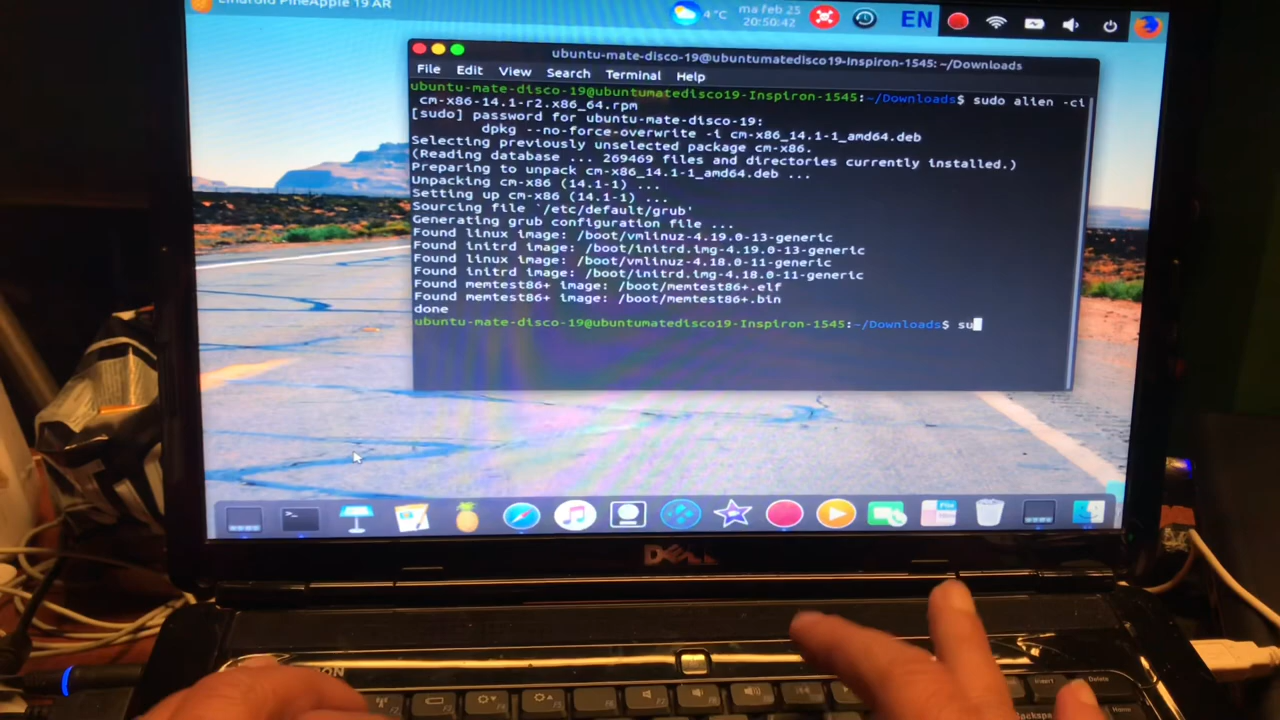 Emdroid PineApple 19 AR
4 °C
ma feb 25
20:50:42
EN
ubuntu-mate-disco-19@ubuntumatedisco19-Inspiron-1545: ~/Downloads
File Edit View Search Terminal Help
ubuntu-mate-disco-19@ubuntumatedisco19-Inspiron-1545:~/Downloads$ sudo alien -ci
cm-x86-14.1-r2.x86_64.rpm
[sudo] password for ubuntu-mate-disco-19:
dpkg --no-force-overwrite -i cm-x86_14.1-1_amd64.deb
Selecting previously unselected package cm-x86.
(Reading database ... 269469 files and directories currently installed.)
Preparing to unpack cm-x86_14.1-1_amd64.deb ...
Unpacking cm-x86 (14.1-1) ...
Setting up cm-x86 (14.1-1) ...
Sourcing file `/etc/default/grub'
Generating grub configuration file ...
Found linux image: /boot/vmlinuz-4.19.0-13-generic
Found initrd image: /boot/initrd.img-4.19.0-13-generic
Found linux image: /boot/vmlinuz-4.18.0-11-generic
Found initrd image: /boot/initrd.img-4.18.0-11-generic
Found memtest86+ image: /boot/memtest86+.elf
Found memtest86+ image: /boot/memtest86+.bin
done
ubuntu-mate-disco-19@ubuntumatedisco19-Inspiron-1545:~/Downloads$ su
DELL
Insert
Delete
Home